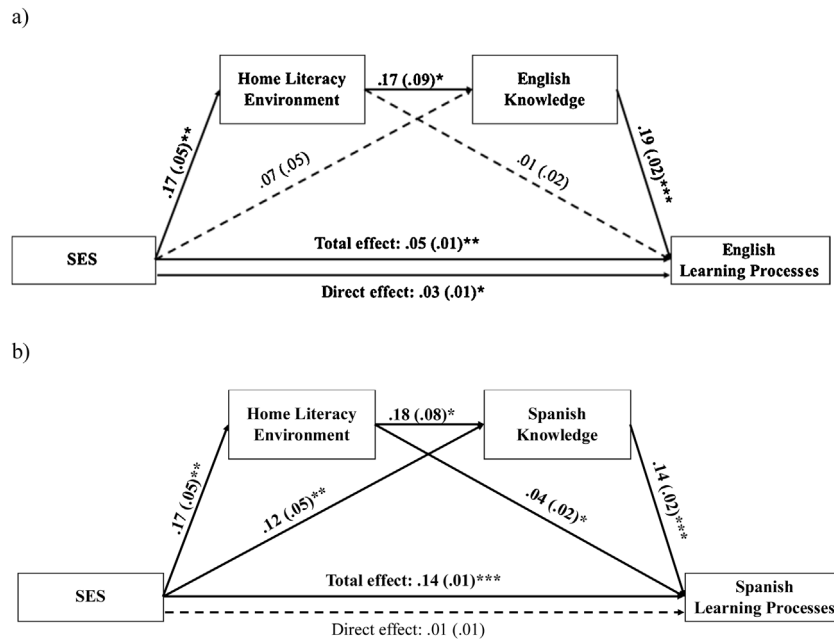 a)
Home Literacy
Environment
.17 (.09)*
English
Knowledge
.17 (.05)**
.07 (.05)
.01 (.02)
.19 (.02)***
SES
Total effect: .05 (.01)**
English
Learning Processes
Direct effect: .03 (.01)*
b)
Home Literacy
Environment
.18 (.08)*
Spanish
Knowledge
.17 (.05)**
.12 (.05)**
.04 (.02)*
.14 (.02)***
SES
Total effect: .14 (.01)***
Spanish
Learning Processes
Direct effect: .01 (.01)